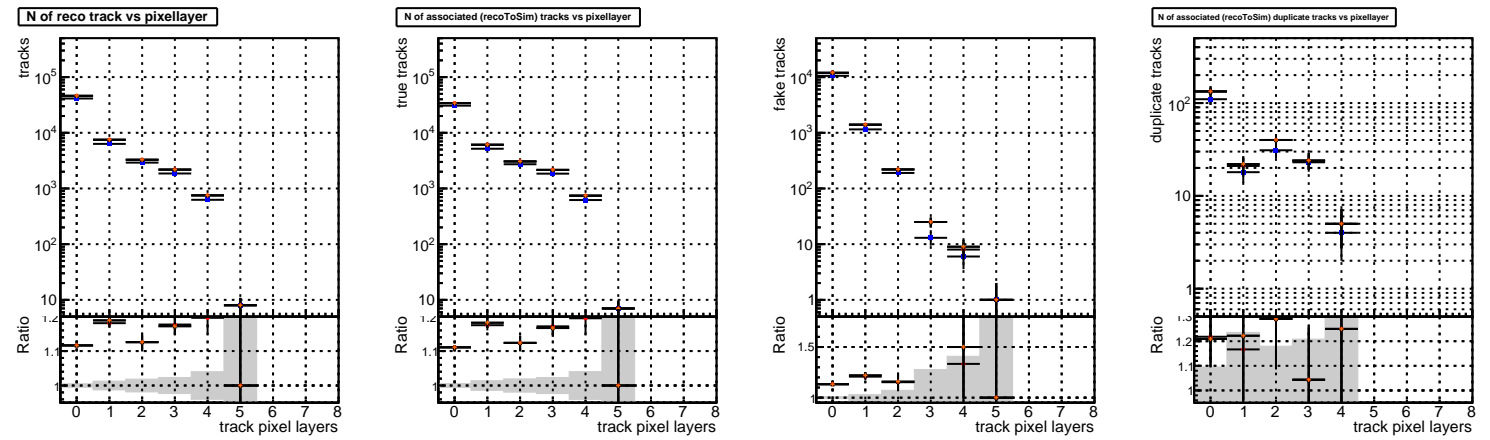 N of reco track vs pixellayer
tracks
10^5
10^4
10^3
10^2
10
Ratio
1.2
1.1
1
0 1 2 3 4 5 6 7 8
track pixel layers
N of associated (recoToSim) tracks vs pixellayer
true tracks
10^5
10^4
10^3
10^2
10
Ratio
1.2
1.1
1
0 1 2 3 4 5 6 7 8
track pixel layers
fake tracks
10^4
10^3
10^2
10
1
Ratio
1.5
1
0 1 2 3 4 5 6 7 8
track pixel layers
N of associated (recoToSim) duplicate tracks vs pixellayer
duplicate tracks
10^2
10
1
Ratio
1.3
1.2
1.1
1
0 1 2 3 4 5 6 7 8
track pixel layers